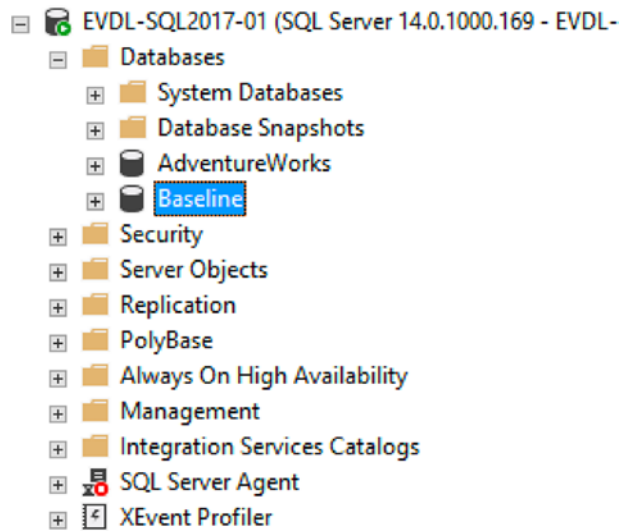 EVDL-SQL2017-01 (SQL Server 14.0.1000.169 - EVDL-
Databases
System Databases
Database Snapshots
AdventureWorks
Baseline
Security
Server Objects
Replication
PolyBase
Always On High Availability
Management
Integration Services Catalogs
SQL Server Agent
XEvent Profiler